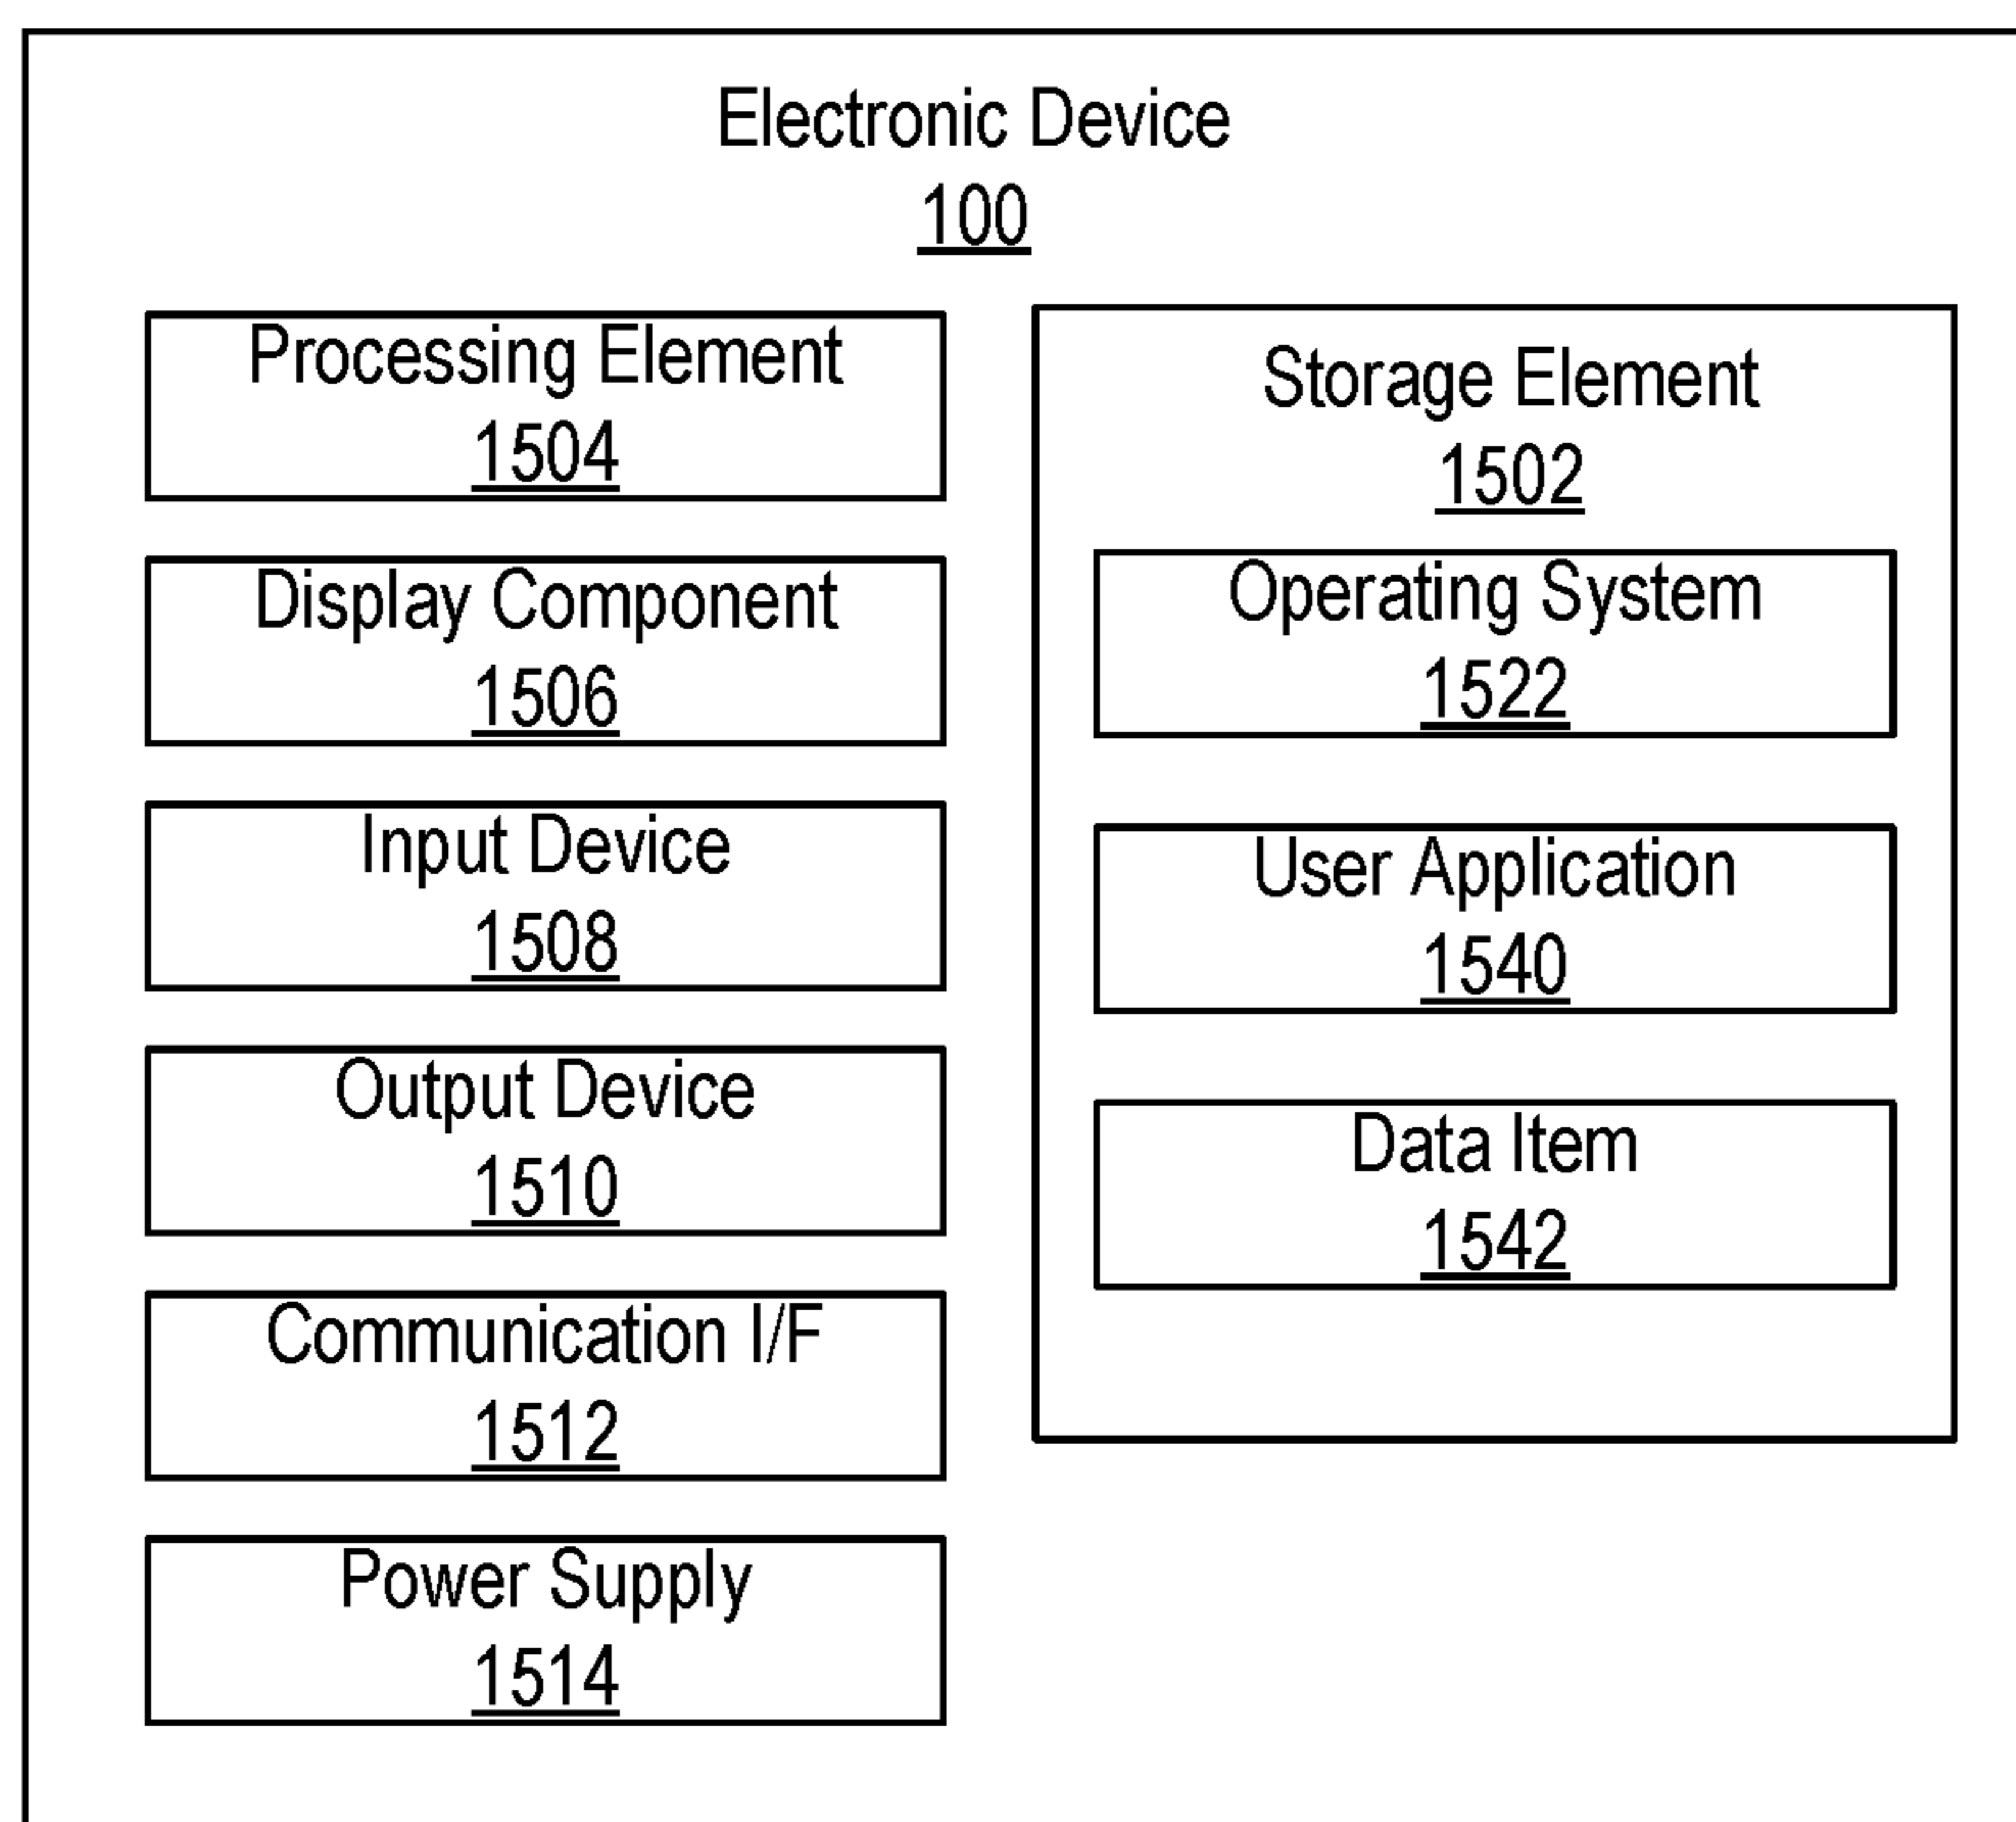 Electronic Device
100
Processing Element
1504
Display Component
1506
Input Device
1508
Output Device
1510
Communication I/F
1512
Power Supply
1514
Storage Element
1502
Operating System
1522
User Application
1540
Data Item
1542